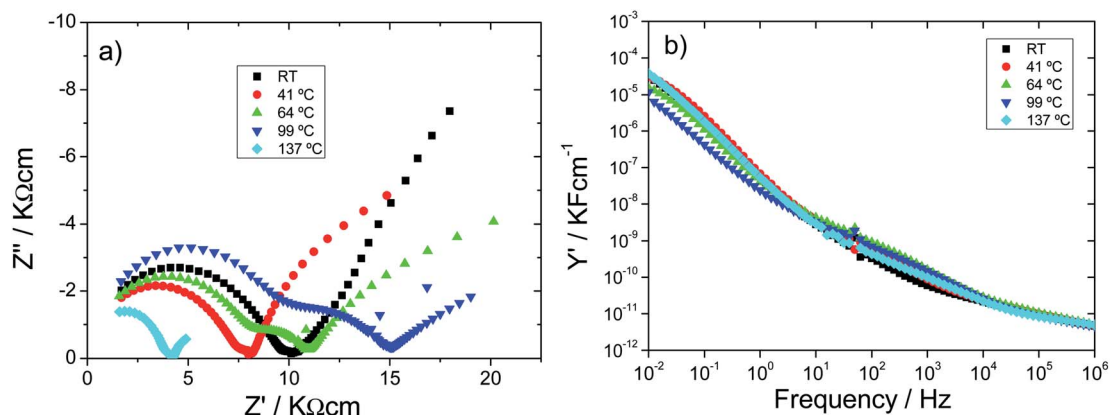 a)
Z'' / KΩcm
-10
-8
-6
-4
-2
0
RT
41 ºC
64 ºC
99 ºC
137 ºC
0 5 10 15 20
Z' / KΩcm
b)
Y' / KFcm⁻¹
10⁻³
10⁻⁴
10⁻⁵
10⁻⁶
10⁻⁷
10⁻⁸
10⁻⁹
10⁻¹⁰
10⁻¹¹
10⁻¹²
RT
41 ºC
64 ºC
99 ºC
137 ºC
10⁻² 10⁻¹ 10⁰ 10¹ 10² 10³ 10⁴ 10⁵ 10⁶
Frequency / Hz